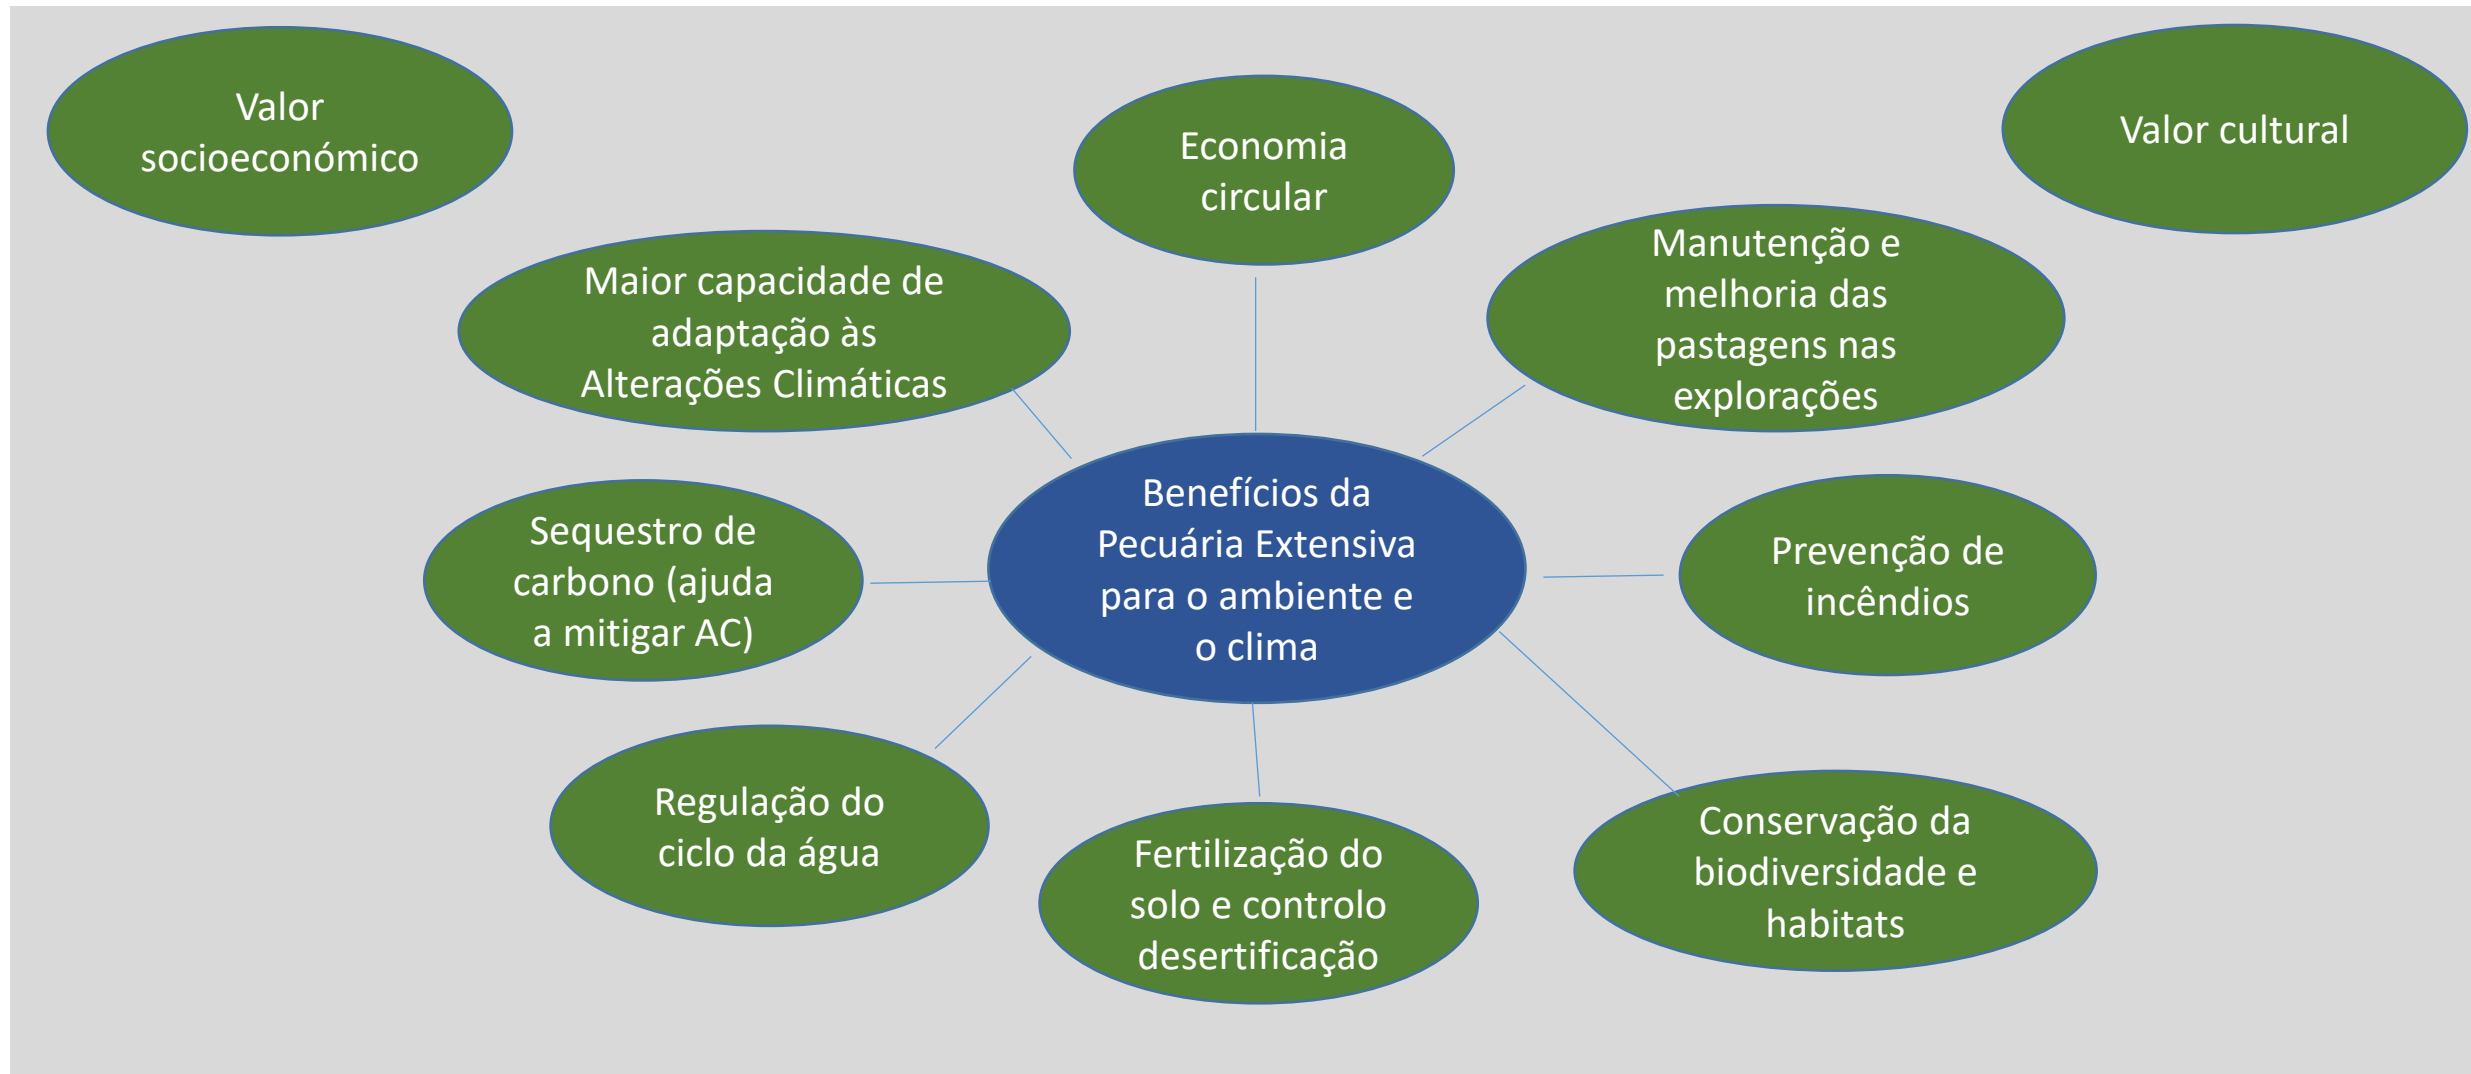 Valor
socioeconómico
Economia
circular
Valor cultural
Maior capacidade de
adaptação às
Alterações Climáticas
Manutenção e
melhoria das
pastagens nas
explorações
Sequestro de
carbono (ajuda
a mitigar AC)
Benefícios da
Pecuária Extensiva
para o ambiente e
o clima
Prevenção de
incêndios
Regulação do
ciclo da água
Fertilização do
solo e controlo
desertificação
Conservação da
biodiversidade e
habitats